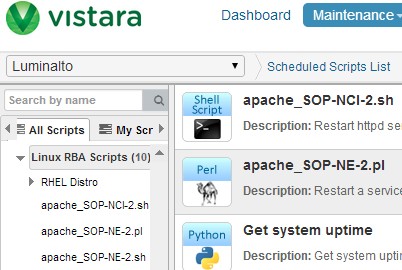 vistara
Dashboard
Maintenance
Luminalto
Scheduled Scripts List
Search by name
All Scripts
My Scr
Linux RBA Scripts (10)
RHEL Distro
apache_SOP-NCI-2.sh
apache_SOP-NE-2.pl
apache_SOP-NE-2.sh
Shell
Script
apache_SOP-NCI-2.sh
Description: Restart httpd se
Perl
apache_SOP-NE-2.pl
Description: Restart a service
Python
Get system uptime
Description: Get system uptim